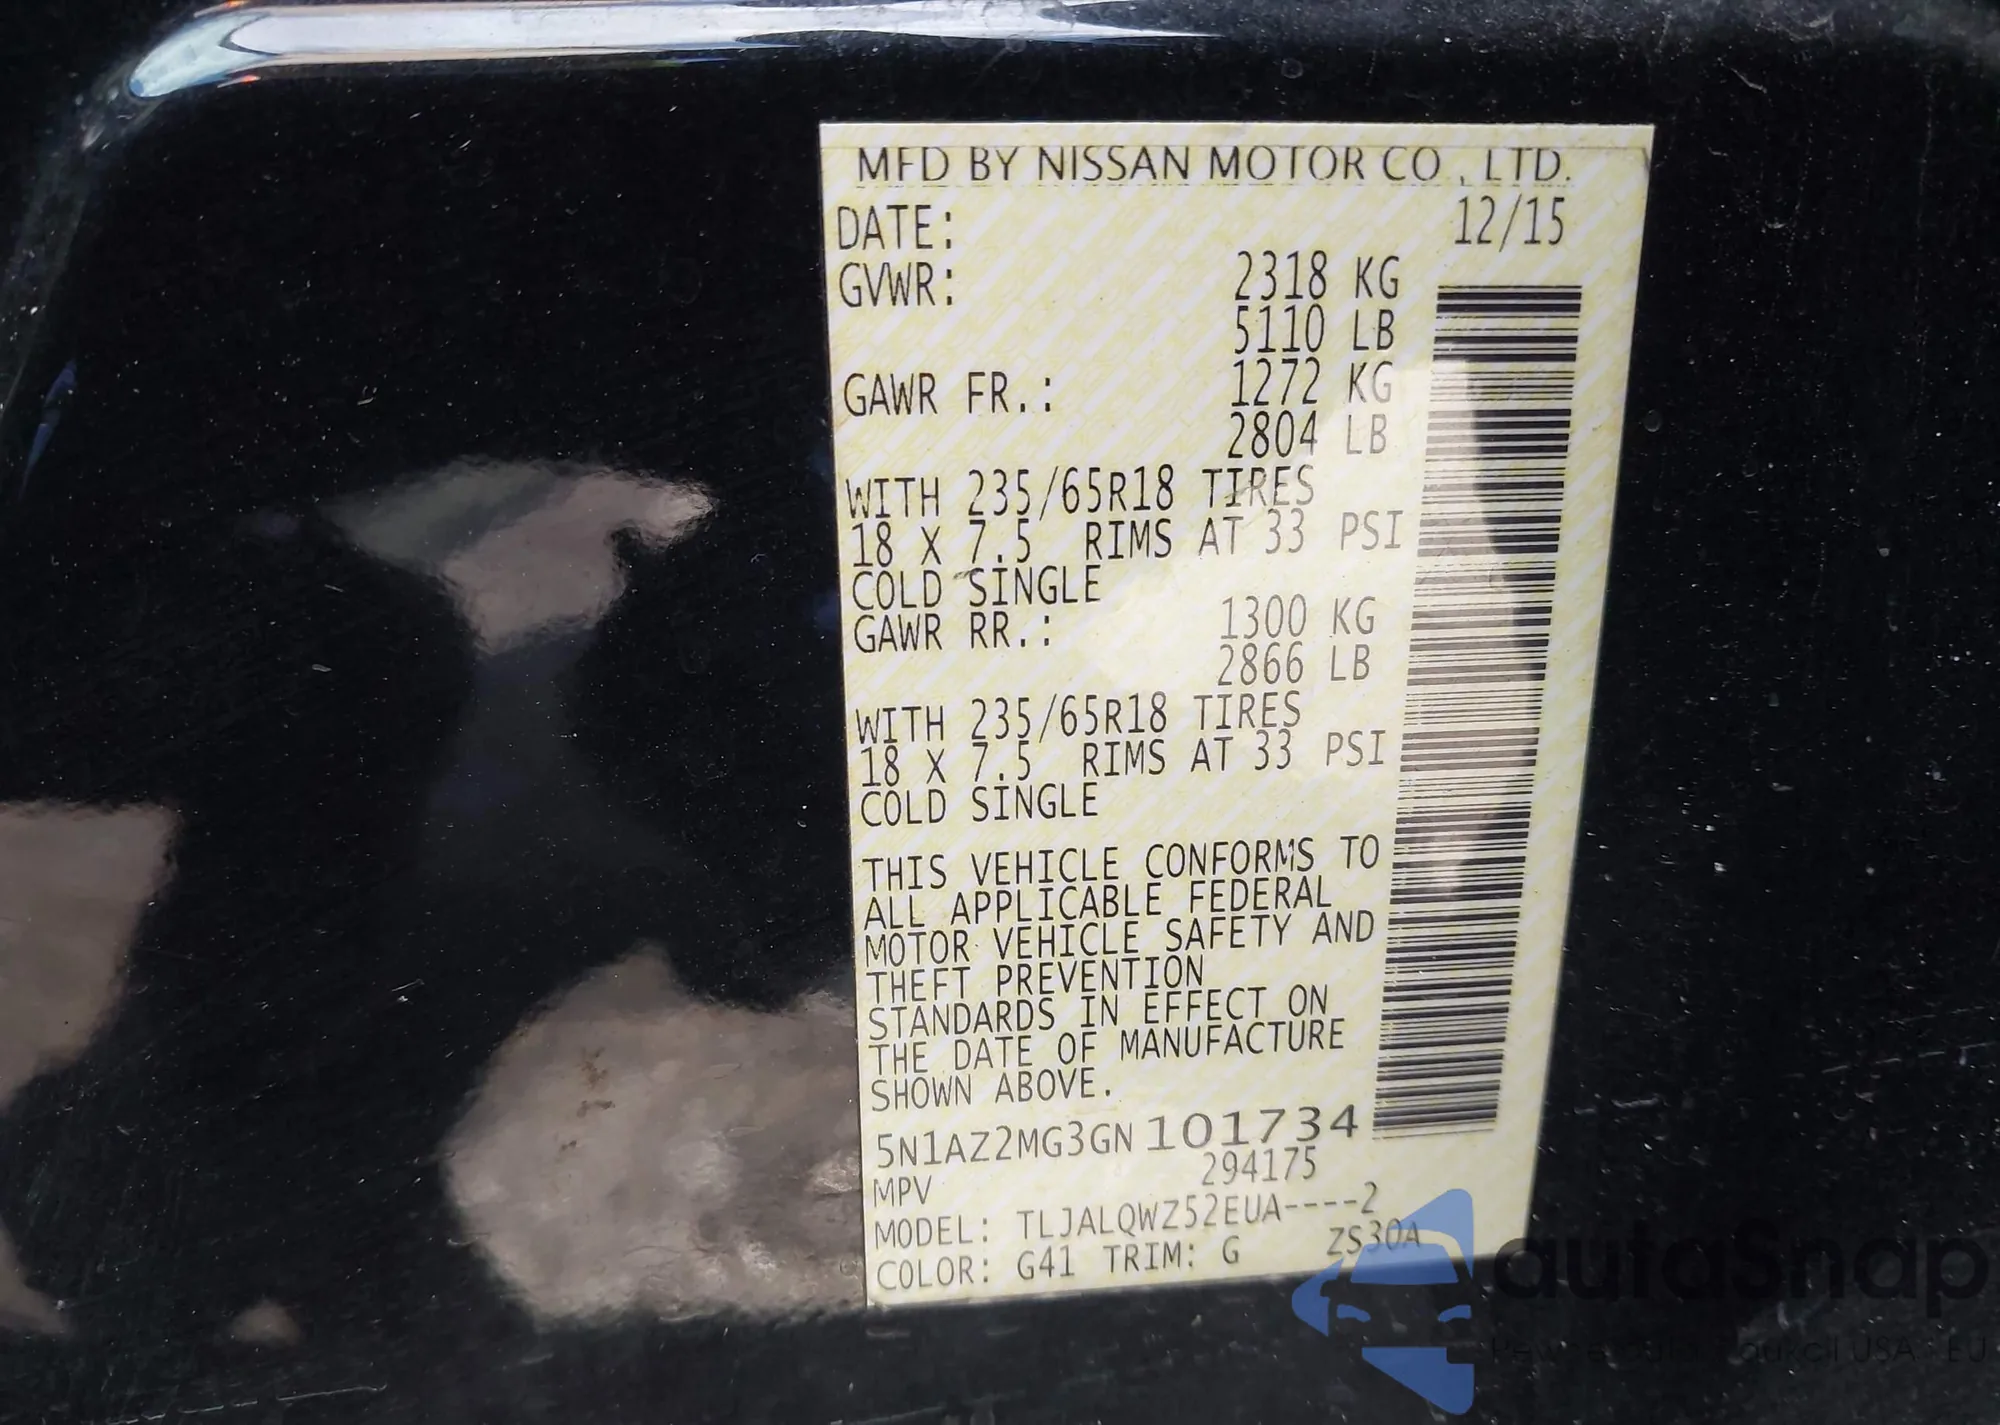 MFD BY NISSAN MOTOR CO., LTD.
DATE: 12/15
GVWR: 2318 KG
5110 LB
GAWR FR.: 1272 KG
2804 LB
WITH 235/65R18 TIRES
18 X 7.5 RIMS AT 33 PSI
COLD SINGLE
GAWR RR.: 1300 KG
2866 LB
WITH 235/65R18 TIRES
18 X 7.5 RIMS AT 33 PSI
COLD SINGLE
THIS VEHICLE CONFORMS TO
ALL APPLICABLE FEDERAL
MOTOR VEHICLE SAFETY AND
THEFT PREVENTION
STANDARDS IN EFFECT ON
THE DATE OF MANUFACTURE
SHOWN ABOVE.
5N1AZ2MG3GN101734
MPV 294175
MODEL: TLJALQWZ52EUA----2
COLOR: G41 TRIM: G ZS30A
autaSnap
USA
EU